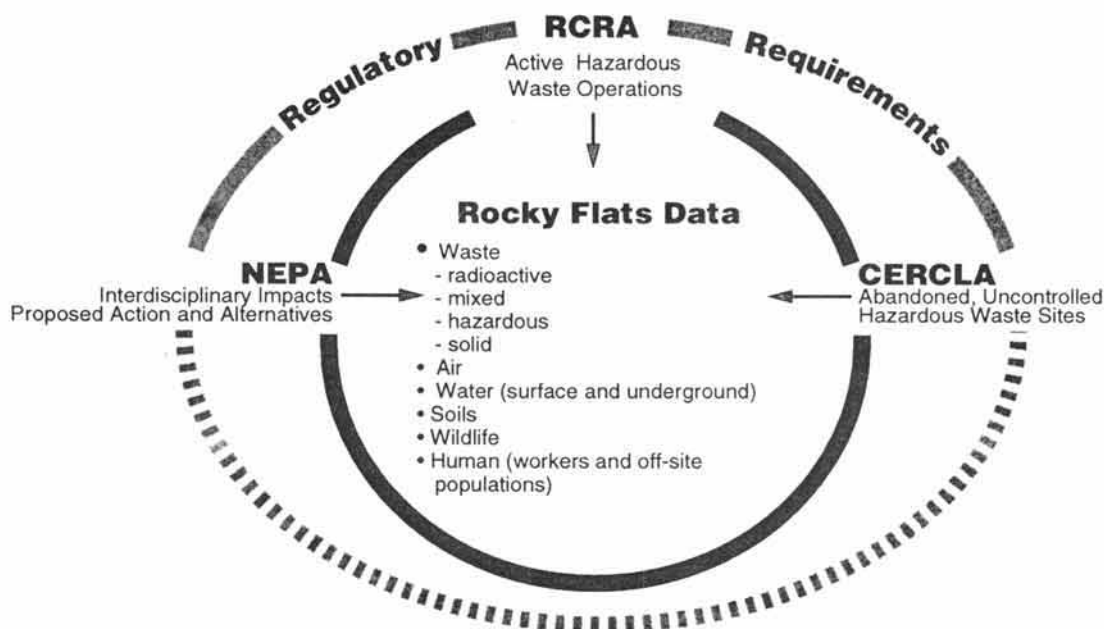 Regulatory
RCRA
Requirements
Active Hazardous
Waste Operations
Rocky Flats Data
NEPA
Interdisciplinary Impacts
Proposed Action and Alternatives
• Waste
- radioactive
- mixed
- hazardous
- solid
• Air
• Water (surface and underground)
• Soils
• Wildlife
• Human (workers and off-site
populations)
CERCLA
Abandoned, Uncontrolled
Hazardous Waste Sites